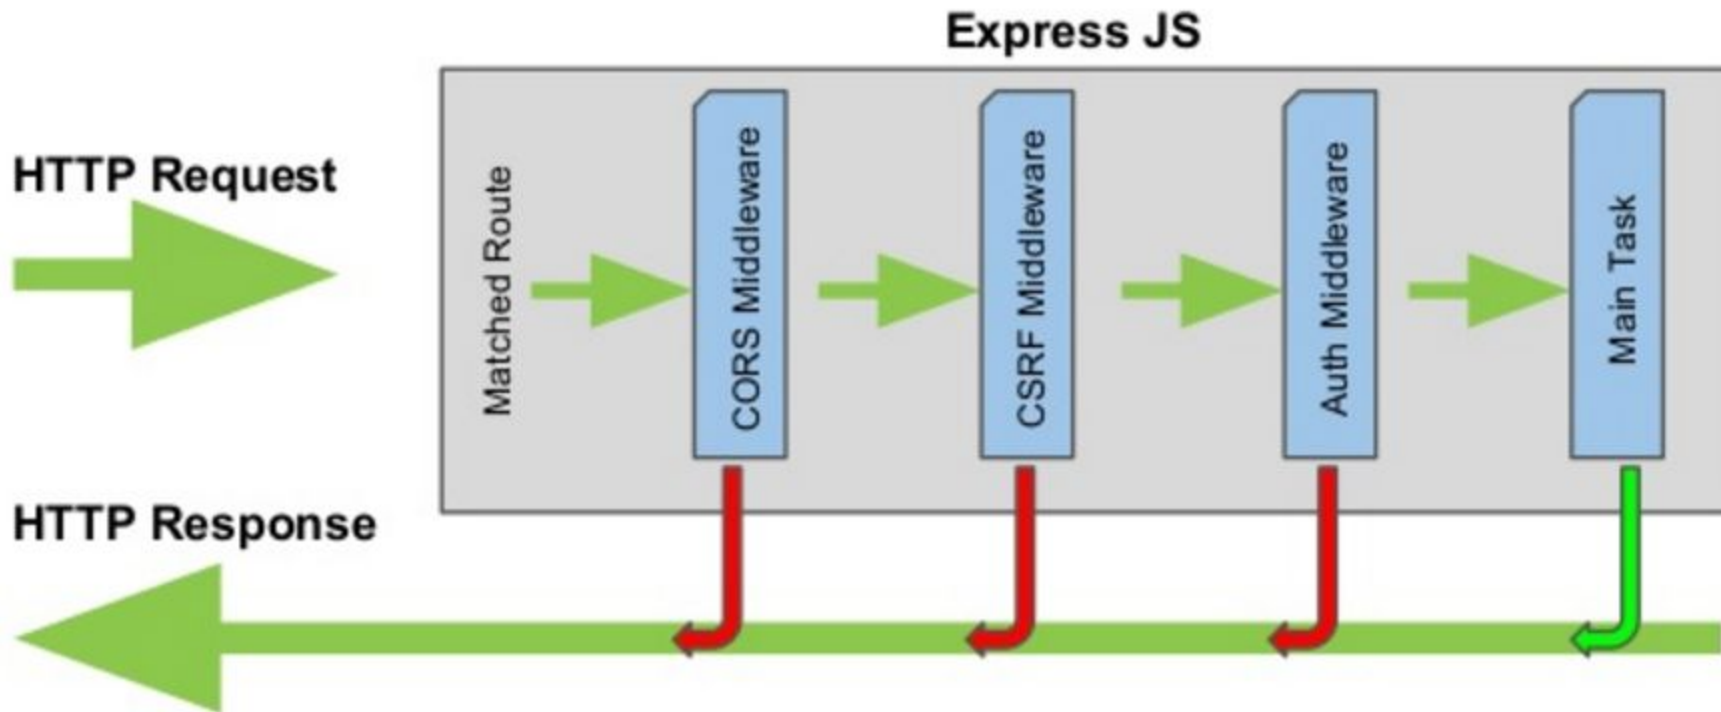 Express JS
HTTP Request
Matched Route
CORS Middleware
CSRF Middleware
Auth Middleware
Main Task
HTTP Response